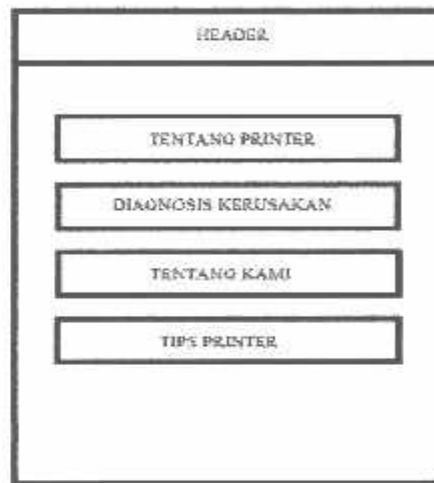 HEADER
TENTANG PRINTER
DIAGNOSIS KERUSAKAN
TENTANG KAMI
TIPS PRINTER